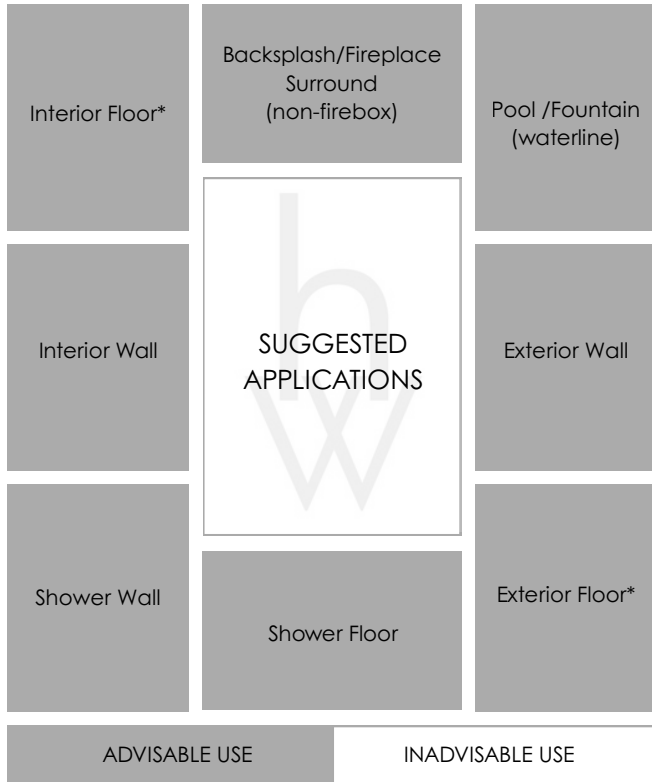 Interior Floor*
Backsplash/Fireplace
Surround
(non-firebox)
Pool /Fountain
(waterline)
Interior Wall
hw
SUGGESTED
APPLICATIONS
Exterior Wall
Shower Wall
Shower Floor
Exterior Floor*
ADVISABLE USE
INADVISABLE USE